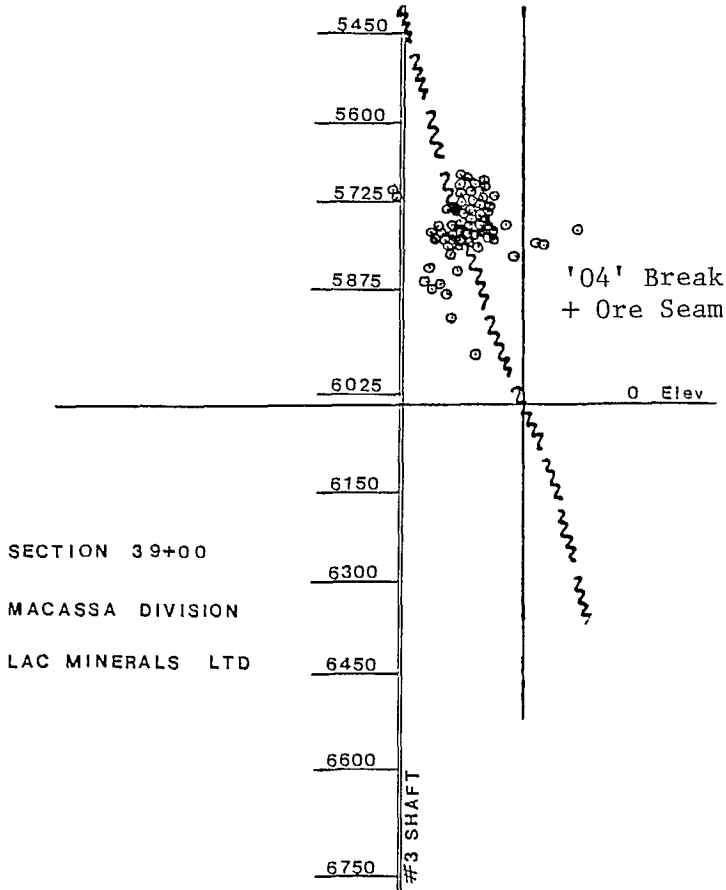 5450
5600
5725
5875
'04' Break
+ Ore Seam
6025
0 Elev
6150
SECTION 39+00
6300
MACASSA DIVISION
LAC MINERALS LTD
6450
6600
#3 SHAFT
6750